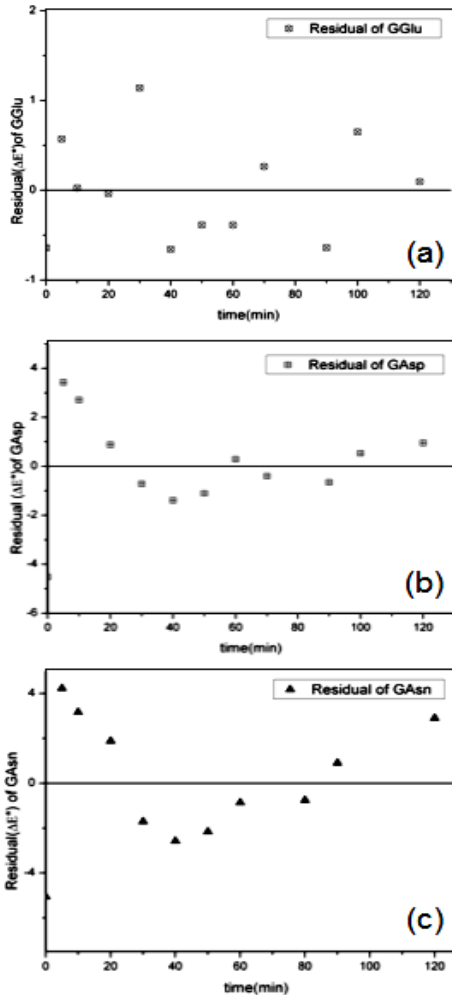 2
Residual of GGlu
1
Residual(ΔE*)of GGlu
0
-1
(a)
0 20 40 60 80 100 120
time(min)
4
Residual of GAsp
2
Residual (ΔE*)of GAsp
0
-2
-4
-6
(b)
0 20 40 60 80 100 120
time(min)
4
Residual of GAsn
Residual(ΔE*) of GAsn
0
-4
(c)
0 20 40 60 80 100 120
time(min)